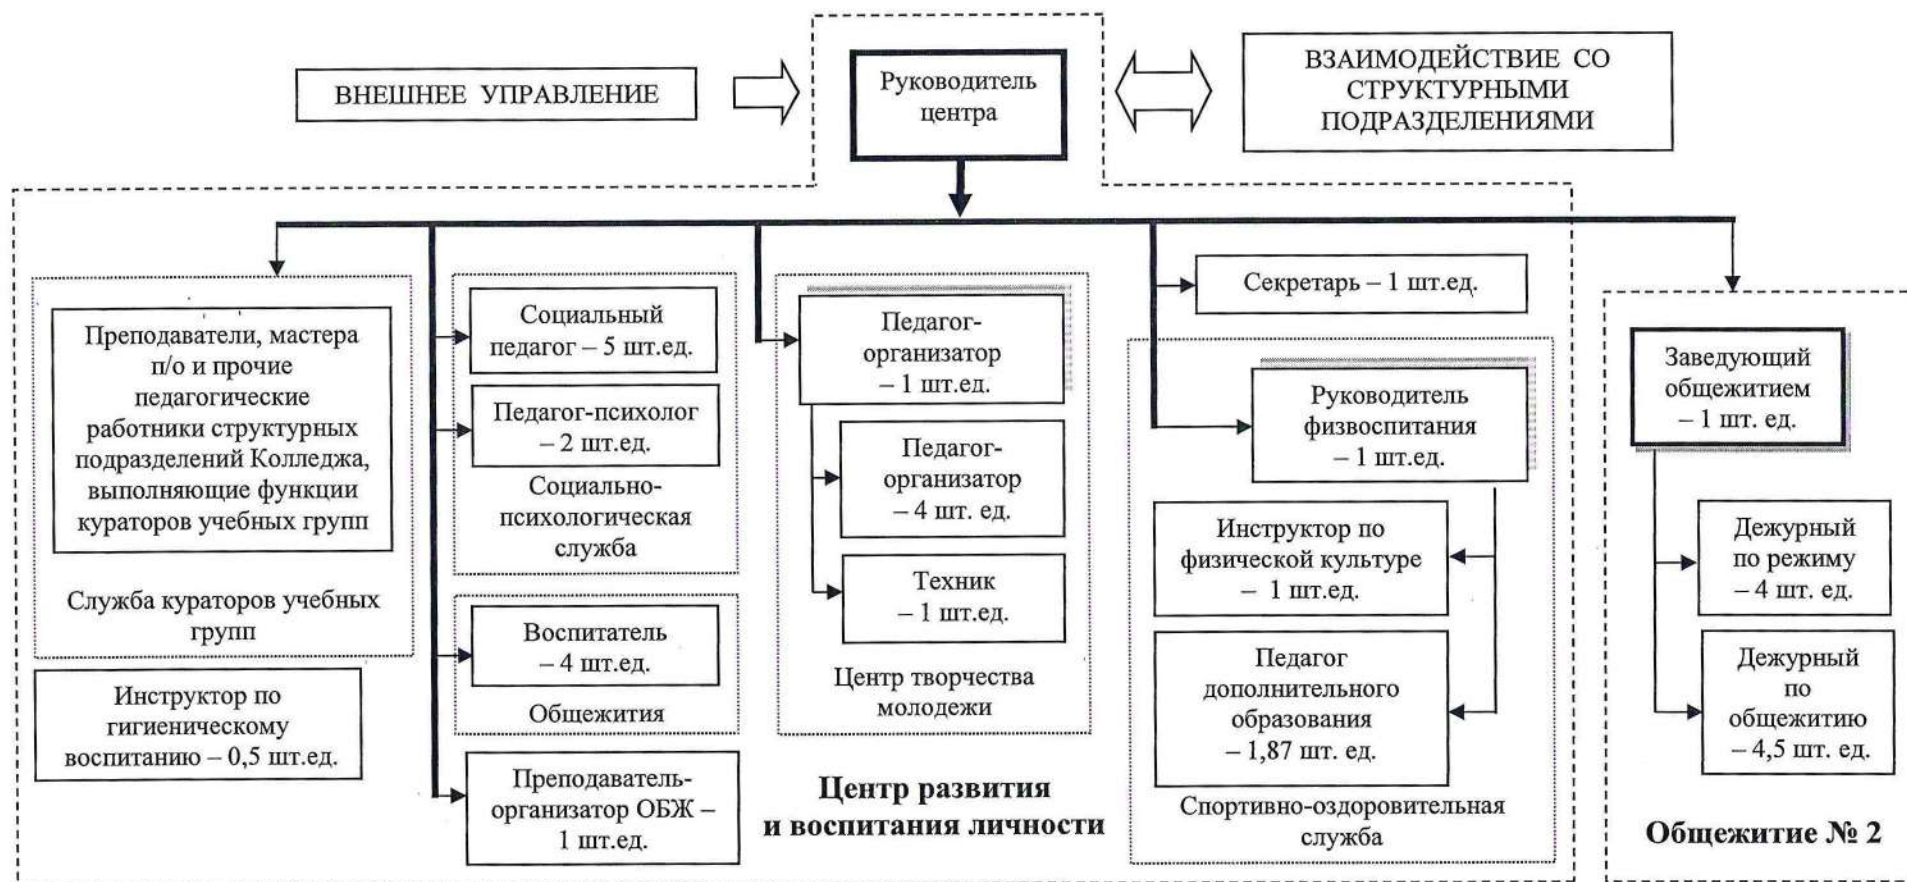 ВНЕШНЕЕ УПРАВЛЕНИЕ
Руководитель
центра
ВЗАИМОДЕЙСТВИЕ СО
СТРУКТУРНЫМИ
ПОДРАЗДЕЛЕНИЯМИ
Преподаватели, мастера
п/о и прочие
педагогические
работники структурных
подразделений Колледжа,
выполняющие функции
кураторов учебных групп
Служба кураторов учебных
групп
Инструктор по
гигиеническому
воспитанию – 0,5 шт.ед.
Социальный
педагог – 5 шт.ед.
Педагог-психолог
– 2 шт.ед.
Социально-
психологическая
служба
Воспитатель
– 4 шт.ед.
Общежития
Преподаватель-
организатор ОБЖ –
1 шт.ед.
Педагог-
организатор
– 1 шт.ед.
Педагог-
организатор
– 4 шт. ед.
Техник
– 1 шт.ед.
Центр творчества
молодежи
Центр развития
и воспитания личности
Секретарь – 1 шт.ед.
Руководитель
физвоспитания
– 1 шт.ед.
Инструктор по
физической культуре
– 1 шт.ед.
Педагог
дополнительного
образования
– 1,87 шт. ед.
Спортивно-оздоровительная
служба
Заведующий
общежитием
– 1 шт. ед.
Дежурный
по режиму
– 4 шт. ед.
Дежурный
по
общежитию
– 4,5 шт. ед.
Общежитие № 2